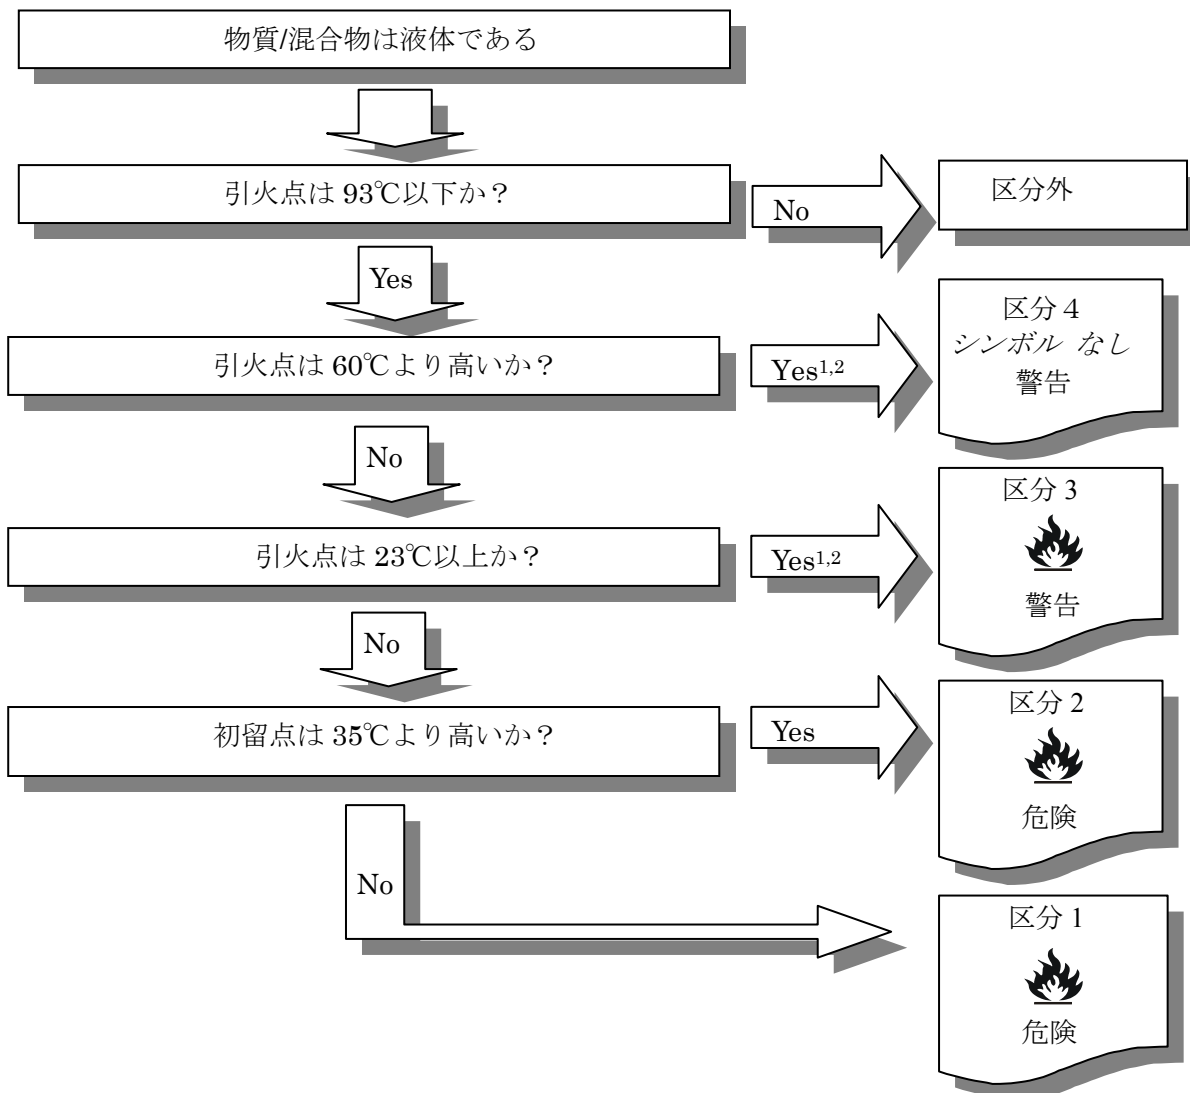 物質/混合物は液体である
引火点は 93℃以下か？
No
区分外
Yes
引火点は 60℃より高いか？
Yes1,2
区分４
シンボル なし
警告
No
引火点は 23℃以上か？
Yes1,2
区分 3
警告
No
初留点は 35℃より高いか？
Yes
区分 2
危険
No
区分 1
危険